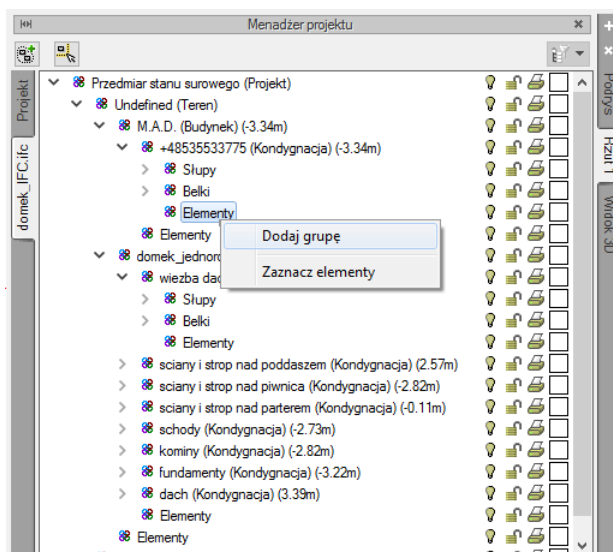 Menadżer projektu
Projekt
domek_IFC.ifc
Przedmiar stanu surowego (Projekt)
Undefined (Teren)
M.A.D. (Budynek) (-3.34m)
+48535533775 (Kondygnacja) (-3.34m)
Słupy
Belki
Elementy
Elementy
Dodaj grupę
Zaznacz elementy
domek_jednoro
wiezba dac
Słupy
Belki
Elementy
sciany i strop nad poddaszem (Kondygnacja) (2.57m)
sciany i strop nad piwnica (Kondygnacja) (-2.82m)
sciany i strop nad parterem (Kondygnacja) (-0.11m)
schody (Kondygnacja) (-2.73m)
kominy (Kondygnacja) (-2.82m)
fundamenty (Kondygnacja) (-3.22m)
dach (Kondygnacja) (3.39m)
Elementy
Elementy
Podrys
Rzut 1
Widok 3D